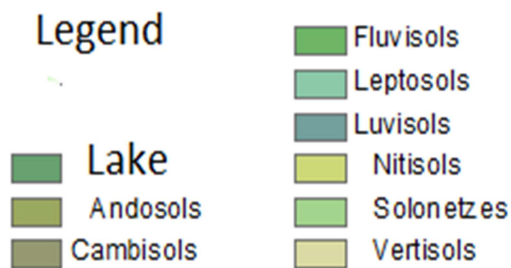 Legend
Lake
Andosols
Cambisols
Fluvisols
Leptosols
Luvisols
Nitisols
Solonetzes
Vertisols